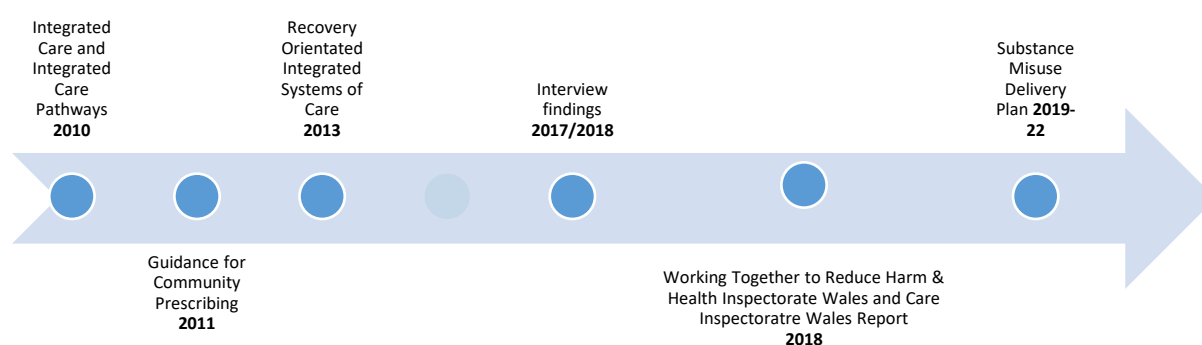 Integrated
Care and
Integrated
Care
Pathways
2010
Guidance for
Community
Prescribing
2011
Recovery
Orientated
Integrated
Systems of
Care
2013
Interview
findings
2017/2018
Working Together to Reduce Harm &
Health Inspectorate Wales and Care
Inspectoratre Wales Report
2018
Substance
Misuse
Delivery
Plan 2019-
22